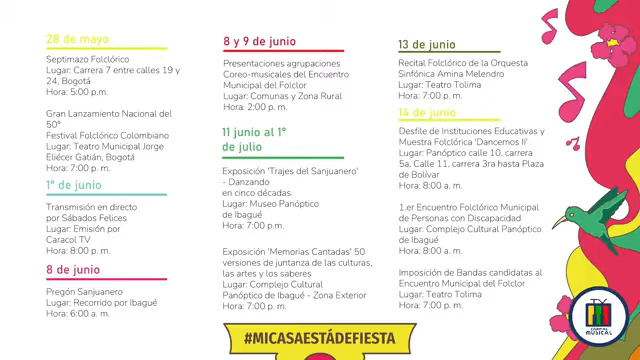 28 de mayo
Septimazo Folclórico
Lugar: Carrera 7 entre calles 19 y
24, Bogotá
Hora: 5:00 p.m.
Gran Lanzamiento Nacional del
50°
Festival Folclórico Colombiano
Lugar: Teatro Municipal Jorge
Eliécer Gatián, Bogotá
Hora: 7:00 p. m.
1° de junio
Transmisión en directo
por Sábados Felices
Lugar: Emisión por
Caracol TV
Hora: 8:00 p. m.
8 de junio
Pregón Sanjuanero
Lugar: Recorrido por Ibagué
Hora: 6:00 a. m.
8 y 9 de junio
Presentaciones agrupaciones
Coreo-musicales del Encuentro
Municipal del Folclor
Lugar: Comunas y Zona Rural
Hora: 2:00 p. m.
11 junio al 1°
de julio
Exposición 'Trajes del Sanjuanero'
- Danzando
en cinco décadas.
Lugar: Museo Panóptico
de Ibagué
Hora: 7:00 p.m.
Exposición 'Memorias Cantadas' 50
versiones de juntanza de las culturas,
las artes y los saberes
Lugar: Complejo Cultural
Panóptico de Ibagué - Zona Exterior
Hora: 7:00 p. m.
13 de junio
Recital Folclórico de la Orquesta
Sinfónica Amina Melendro
Lugar: Teatro Tolima
Hora: 7:00 p. m.
14 de junio
Desfile de Instituciones Educativas y
Muestra Folclórica 'Dancemos II'
Lugar: Panóptico calle 10, carrera
5a, Calle 11, carrera 3ra hasta Plaza
de Bolívar
Hora: 8:00 a. m.
1.er Encuentro Folclórico Municipal
de Personas con Discapacidad
Lugar: Complejo Cultural Panóptico
de Ibagué
Hora: 8:00 a. m.
Imposición de Bandas candidatas al
Encuentro Municipal del Folclor
Lugar: Teatro Tolima
Hora: 7:00 p. m.
#MICASAESTÁDEFIESTA
TV
CAPITAL
MUSICAL